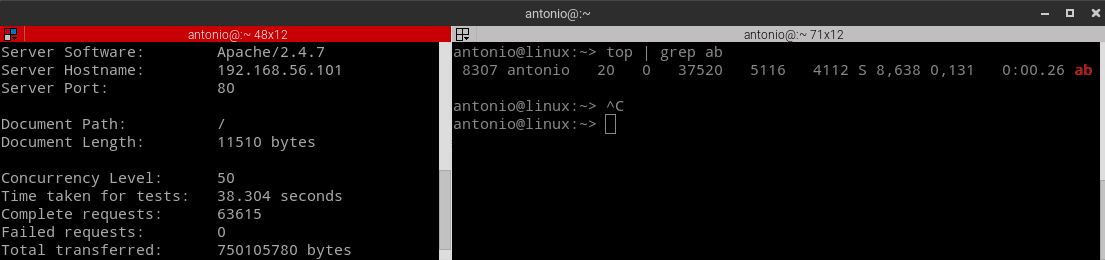 antonio@:~
antonio@:~ 48x12
Server Software:        Apache/2.4.7
Server Hostname:        192.168.56.101
Server Port:            80

Document Path:          /
Document Length:        11510 bytes

Concurrency Level:      50
Time taken for tests:   38.304 seconds
Complete requests:      63615
Failed requests:        0
Total transferred:      750105780 bytes
antonio@:~ 71x12
antonio@linux:~> top | grep ab
 8307 antonio   20   0   37520   5116   4112 S 8,638 0,131   0:00.26 ab

antonio@linux:~> ^C
antonio@linux:~>